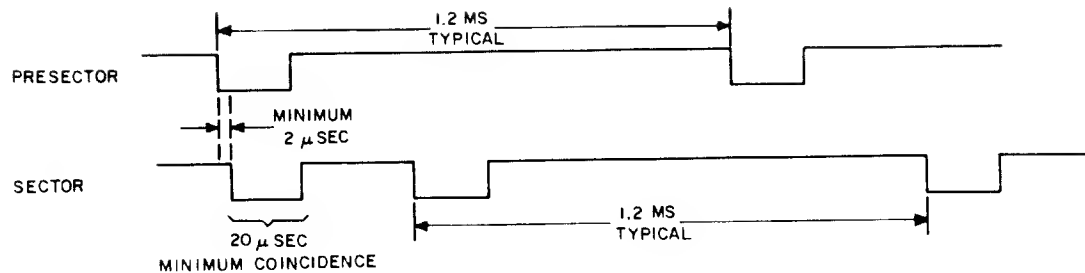 1.2 MS
TYPICAL
PRESECTOR
MINIMUM
2 μ SEC
SECTOR
1.2 MS
TYPICAL
20 μ SEC
MINIMUM COINCIDENCE